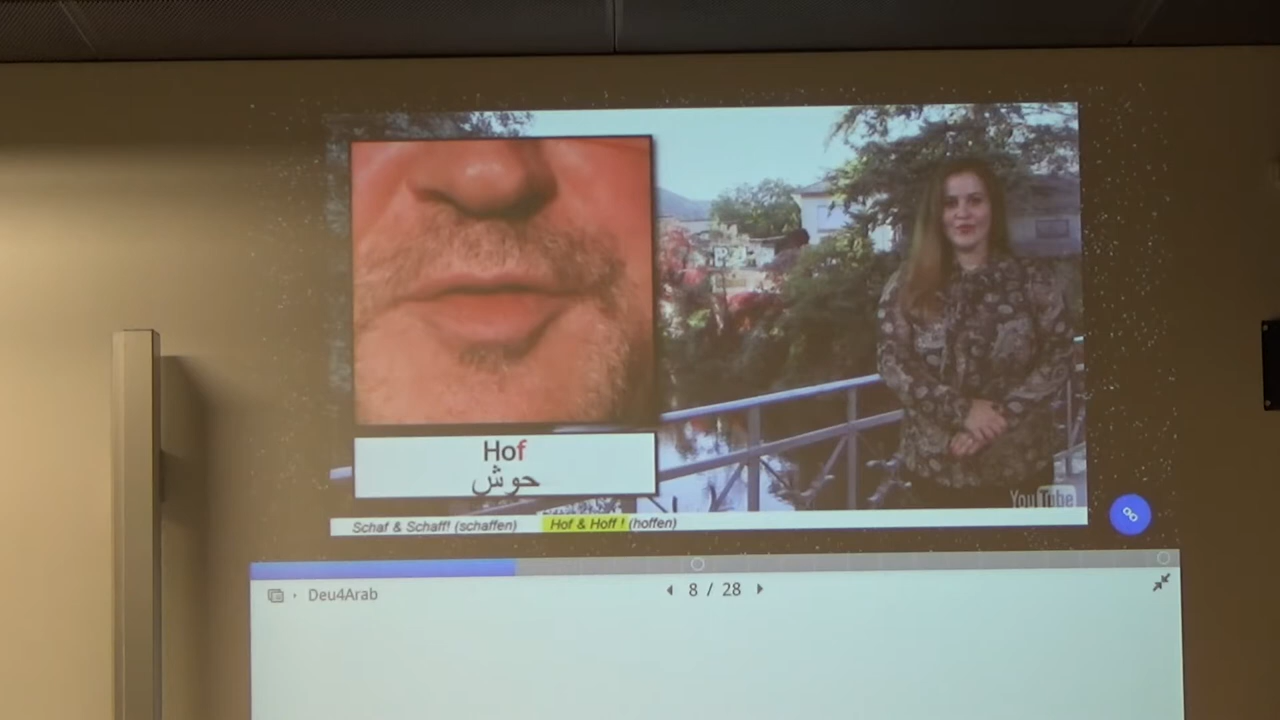 Hof
حوش
YouTube
Schaf & Schaff! (schaffen) Hof & Hoff ! (hoffen)
Deu4Arab
8 / 28